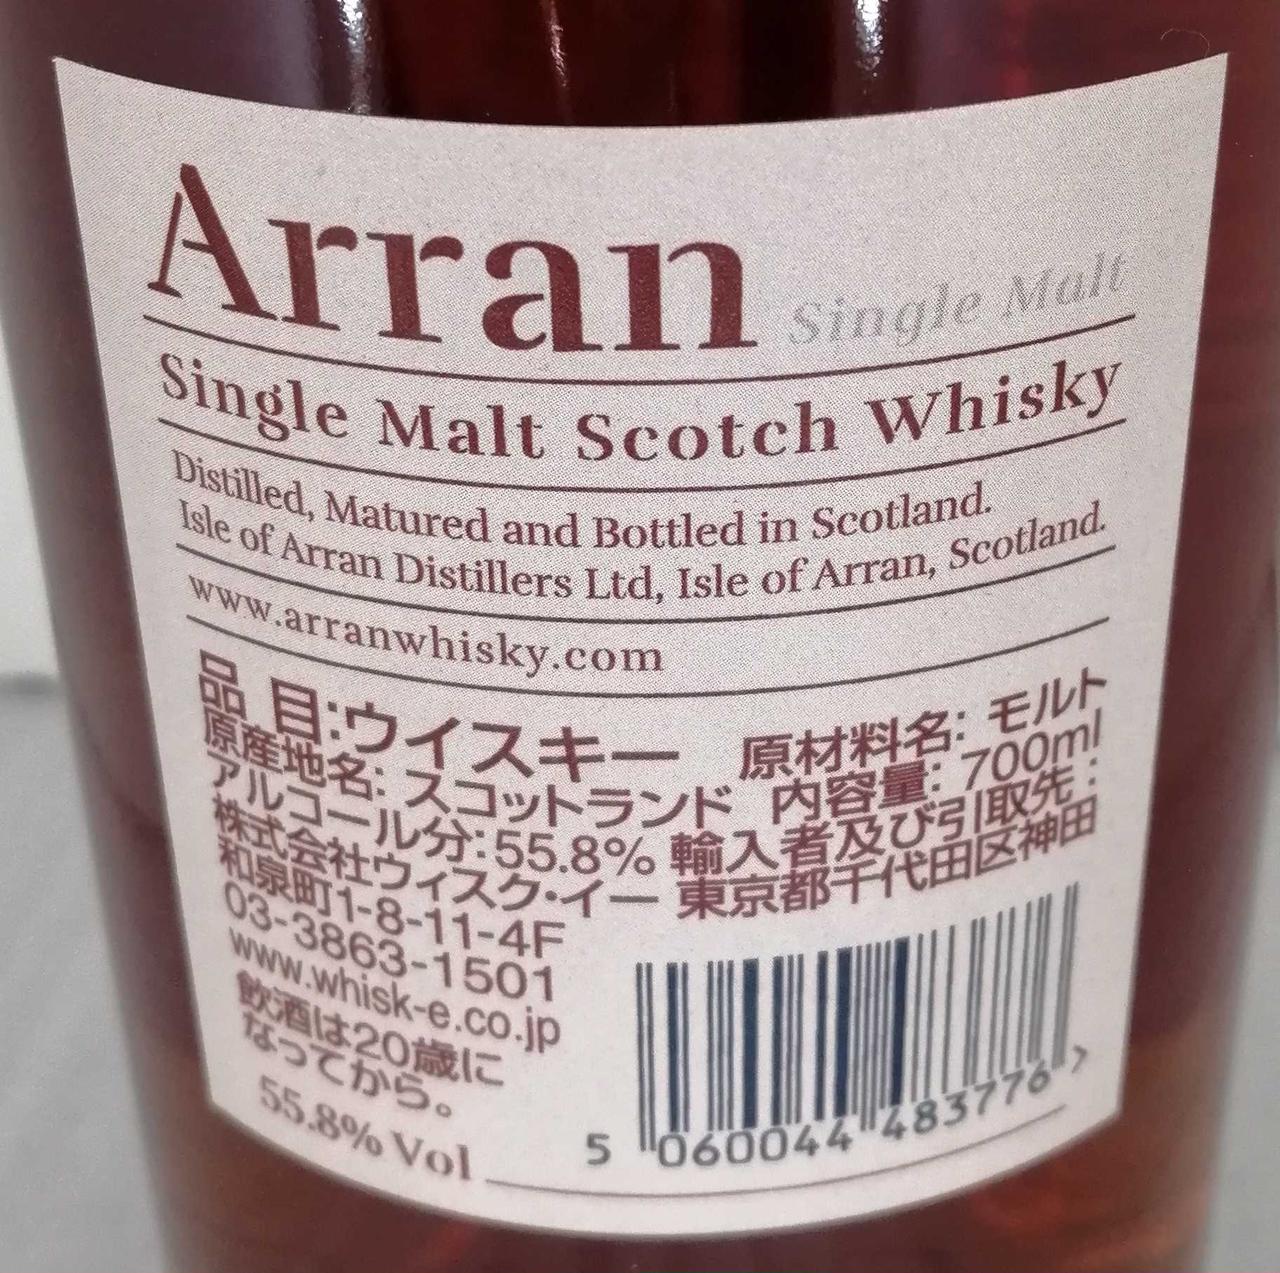 Arran Single Malt
Single Malt Scotch Whisky
Distilled, Matured and Bottled in Scotland.
Isle of Arran Distillers Ltd, Isle of Arran, Scotland.
www.arranwhisky.com
品 目:ウイスキー 原材料名: モルト
原産地名: スコットランド 内容量: 700ml
アルコール分:55.8% 輸入者及び引取先:
株式会社ウィスク・イー 東京都千代田区神田
和泉町1-8-11-4F
03-3863-1501
www.whisk-e.co.jp
飲酒は20歳に
なってから。
55.8% Vol
5 060044 483776 >